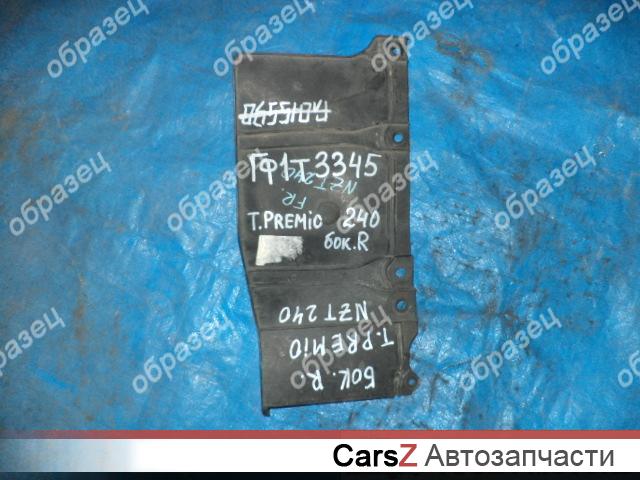 образец образец образец образец
ГФ1Т3345
NZT240
FR
T.PREMIO 240
бок.R
образец образец образец образец
NZT240
T.PREMIO
БОК. R
образец образец образец образец
CarsZ Автозапчасти